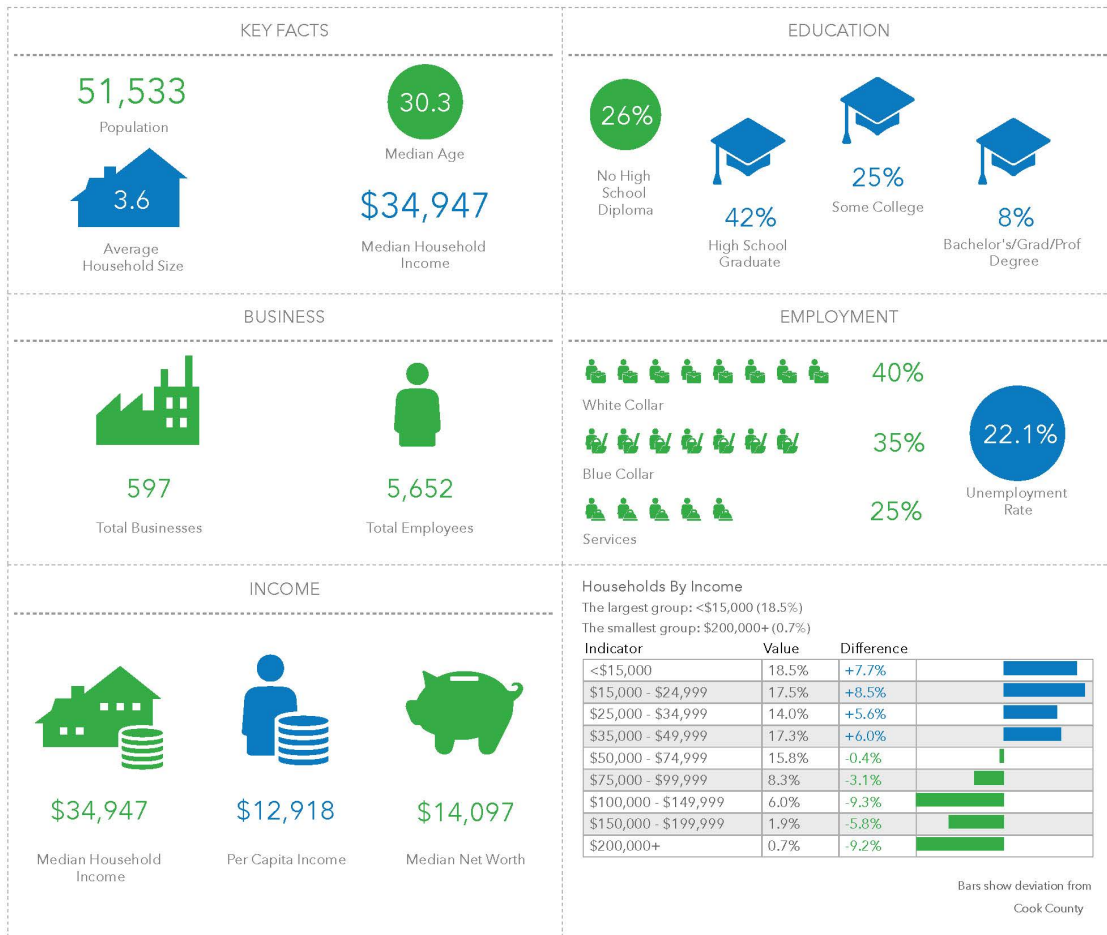 KEY FACTS
51,533
Population
30.3
Median Age
3.6
Average
Household Size
$34,947
Median Household
Income
EDUCATION
26%
No High
School
Diploma
42%
High School
Graduate
25%
Some College
8%
Bachelor's/Grad/Prof
Degree
BUSINESS
597
Total Businesses
5,652
Total Employees
EMPLOYMENT
40%
White Collar
35%
Blue Collar
25%
Services
22.1%
Unemployment
Rate
INCOME
$34,947
Median Household
Income
$12,918
Per Capita Income
$14,097
Median Net Worth
Households By Income
The largest group: <$15,000 (18.5%)
The smallest group: $200,000+ (0.7%)
Indicator Value Difference
<$15,000 18.5% +7.7%
$15,000 - $24,999 17.5% +8.5%
$25,000 - $34,999 14.0% +5.6%
$35,000 - $49,999 17.3% +6.0%
$50,000 - $74,999 15.8% -0.4%
$75,000 - $99,999 8.3% -3.1%
$100,000 - $149,999 6.0% -9.3%
$150,000 - $199,999 1.9% -5.8%
$200,000+ 0.7% -9.2%
Bars show deviation from
Cook County